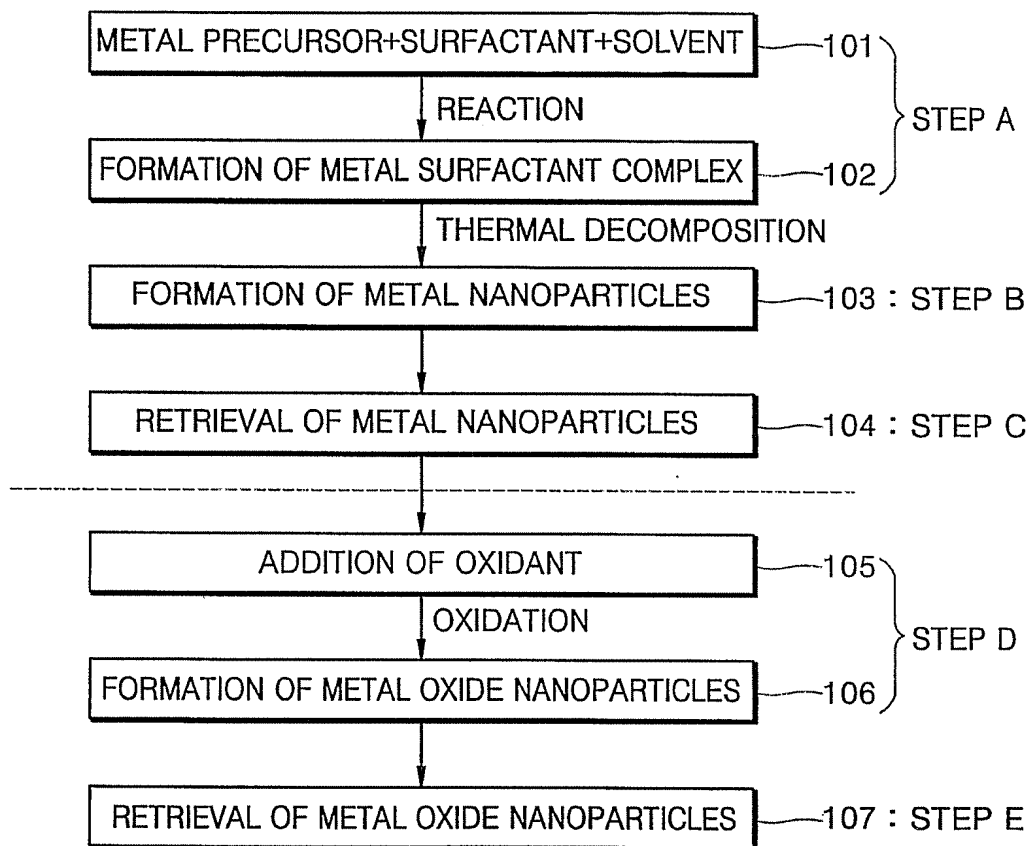 METAL PRECURSOR+SURFACTANT+SOLVENT 101
REACTION
STEP A
FORMATION OF METAL SURFACTANT COMPLEX 102
THERMAL DECOMPOSITION
FORMATION OF METAL NANOPARTICLES 103 : STEP B
RETRIEVAL OF METAL NANOPARTICLES 104 : STEP C
ADDITION OF OXIDANT 105
OXIDATION
STEP D
FORMATION OF METAL OXIDE NANOPARTICLES 106
RETRIEVAL OF METAL OXIDE NANOPARTICLES 107 : STEP E